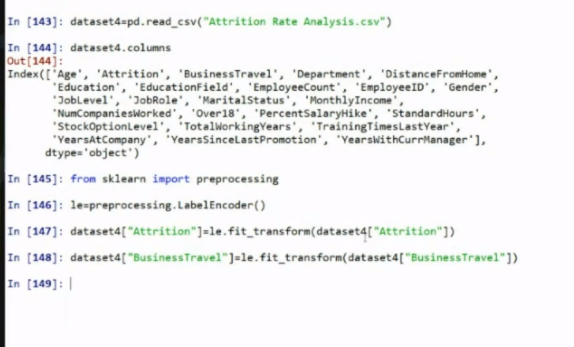 In [143]: dataset4=pd.read_csv("Attrition Rate Analysis.csv")
In [144]: dataset4.columns
Out[144]:
Index(['Age', 'Attrition', 'BusinessTravel', 'Department', 'DistanceFromHome',
'Education', 'EducationField', 'EmployeeCount', 'EmployeeID', 'Gender',
'JobLevel', 'JobRole', 'MaritalStatus', 'MonthlyIncome',
'NumCompaniesWorked', 'Over18', 'PercentSalaryHike', 'StandardHours',
'StockOptionLevel', 'TotalWorkingYears', 'TrainingTimesLastYear',
'YearsAtCompany', 'YearsSinceLastPromotion', 'YearsWithCurrManager'],
dtype='object')
In [145]: from sklearn import preprocessing
In [146]: le=preprocessing.LabelEncoder()
In [147]: dataset4["Attrition"]=le.fit_transform(dataset4["Attrition"])
In [148]: dataset4["BusinessTravel"]=le.fit_transform(dataset4["BusinessTravel"])
In [149]: